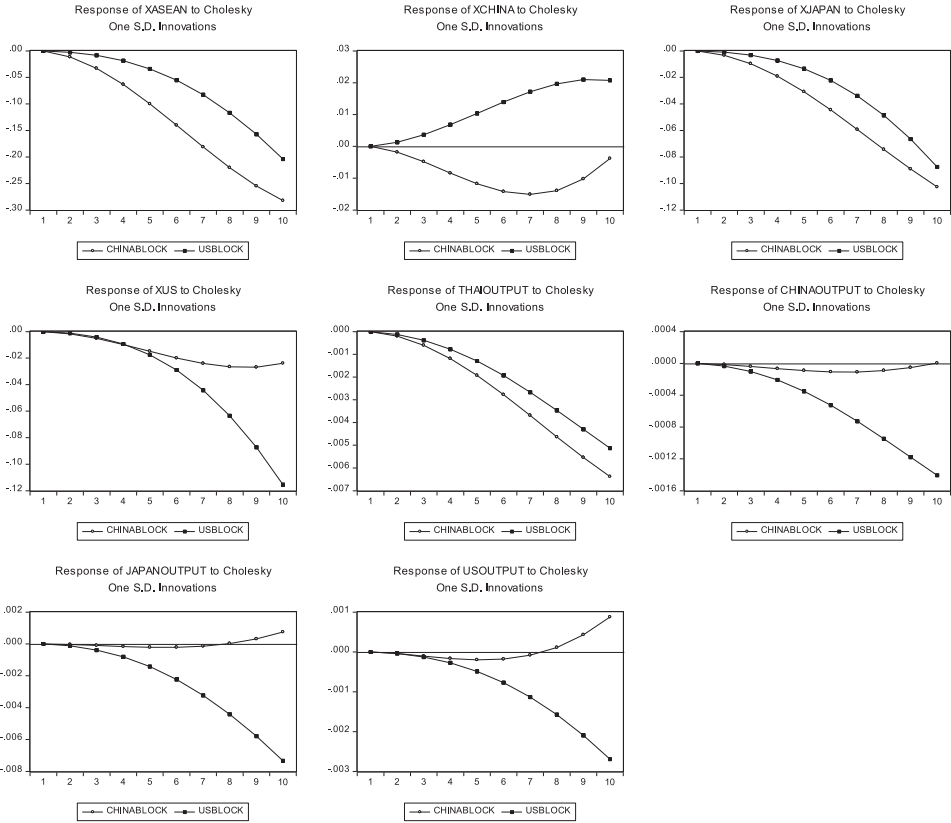 Response of XASEAN to Cholesky
One S.D. Innovations
.00
-.05
-.10
-.15
-.20
-.25
-.30
1 2 3 4 5 6 7 8 9 10
CHINABLOCK USBLOCK
Response of XCHINA to Cholesky
One S.D. Innovations
.03
.02
.01
.00
-.01
-.02
1 2 3 4 5 6 7 8 9 10
CHINABLOCK USBLOCK
Response of XJAPAN to Cholesky
One S.D. Innovations
.00
-.02
-.04
-.06
-.08
-.10
-.12
1 2 3 4 5 6 7 8 9 10
CHINABLOCK USBLOCK
Response of XUS to Cholesky
One S.D. Innovations
.00
-.02
-.04
-.06
-.08
-.10
-.12
1 2 3 4 5 6 7 8 9 10
CHINABLOCK USBLOCK
Response of THAIOUTPUT to Cholesky
One S.D. Innovations
.000
-.001
-.002
-.003
-.004
-.005
-.006
-.007
1 2 3 4 5 6 7 8 9 10
CHINABLOCK USBLOCK
Response of CHINAOUTPUT to Cholesky
One S.D. Innovations
.0004
.0000
-.0004
-.0008
-.0012
-.0016
1 2 3 4 5 6 7 8 9 10
CHINABLOCK USBLOCK
Response of JAPANOUTPUT to Cholesky
One S.D. Innovations
.002
.000
-.002
-.004
-.006
-.008
1 2 3 4 5 6 7 8 9 10
CHINABLOCK USBLOCK
Response of USOUTPUT to Cholesky
One S.D. Innovations
.001
.000
-.001
-.002
-.003
1 2 3 4 5 6 7 8 9 10
CHINABLOCK USBLOCK